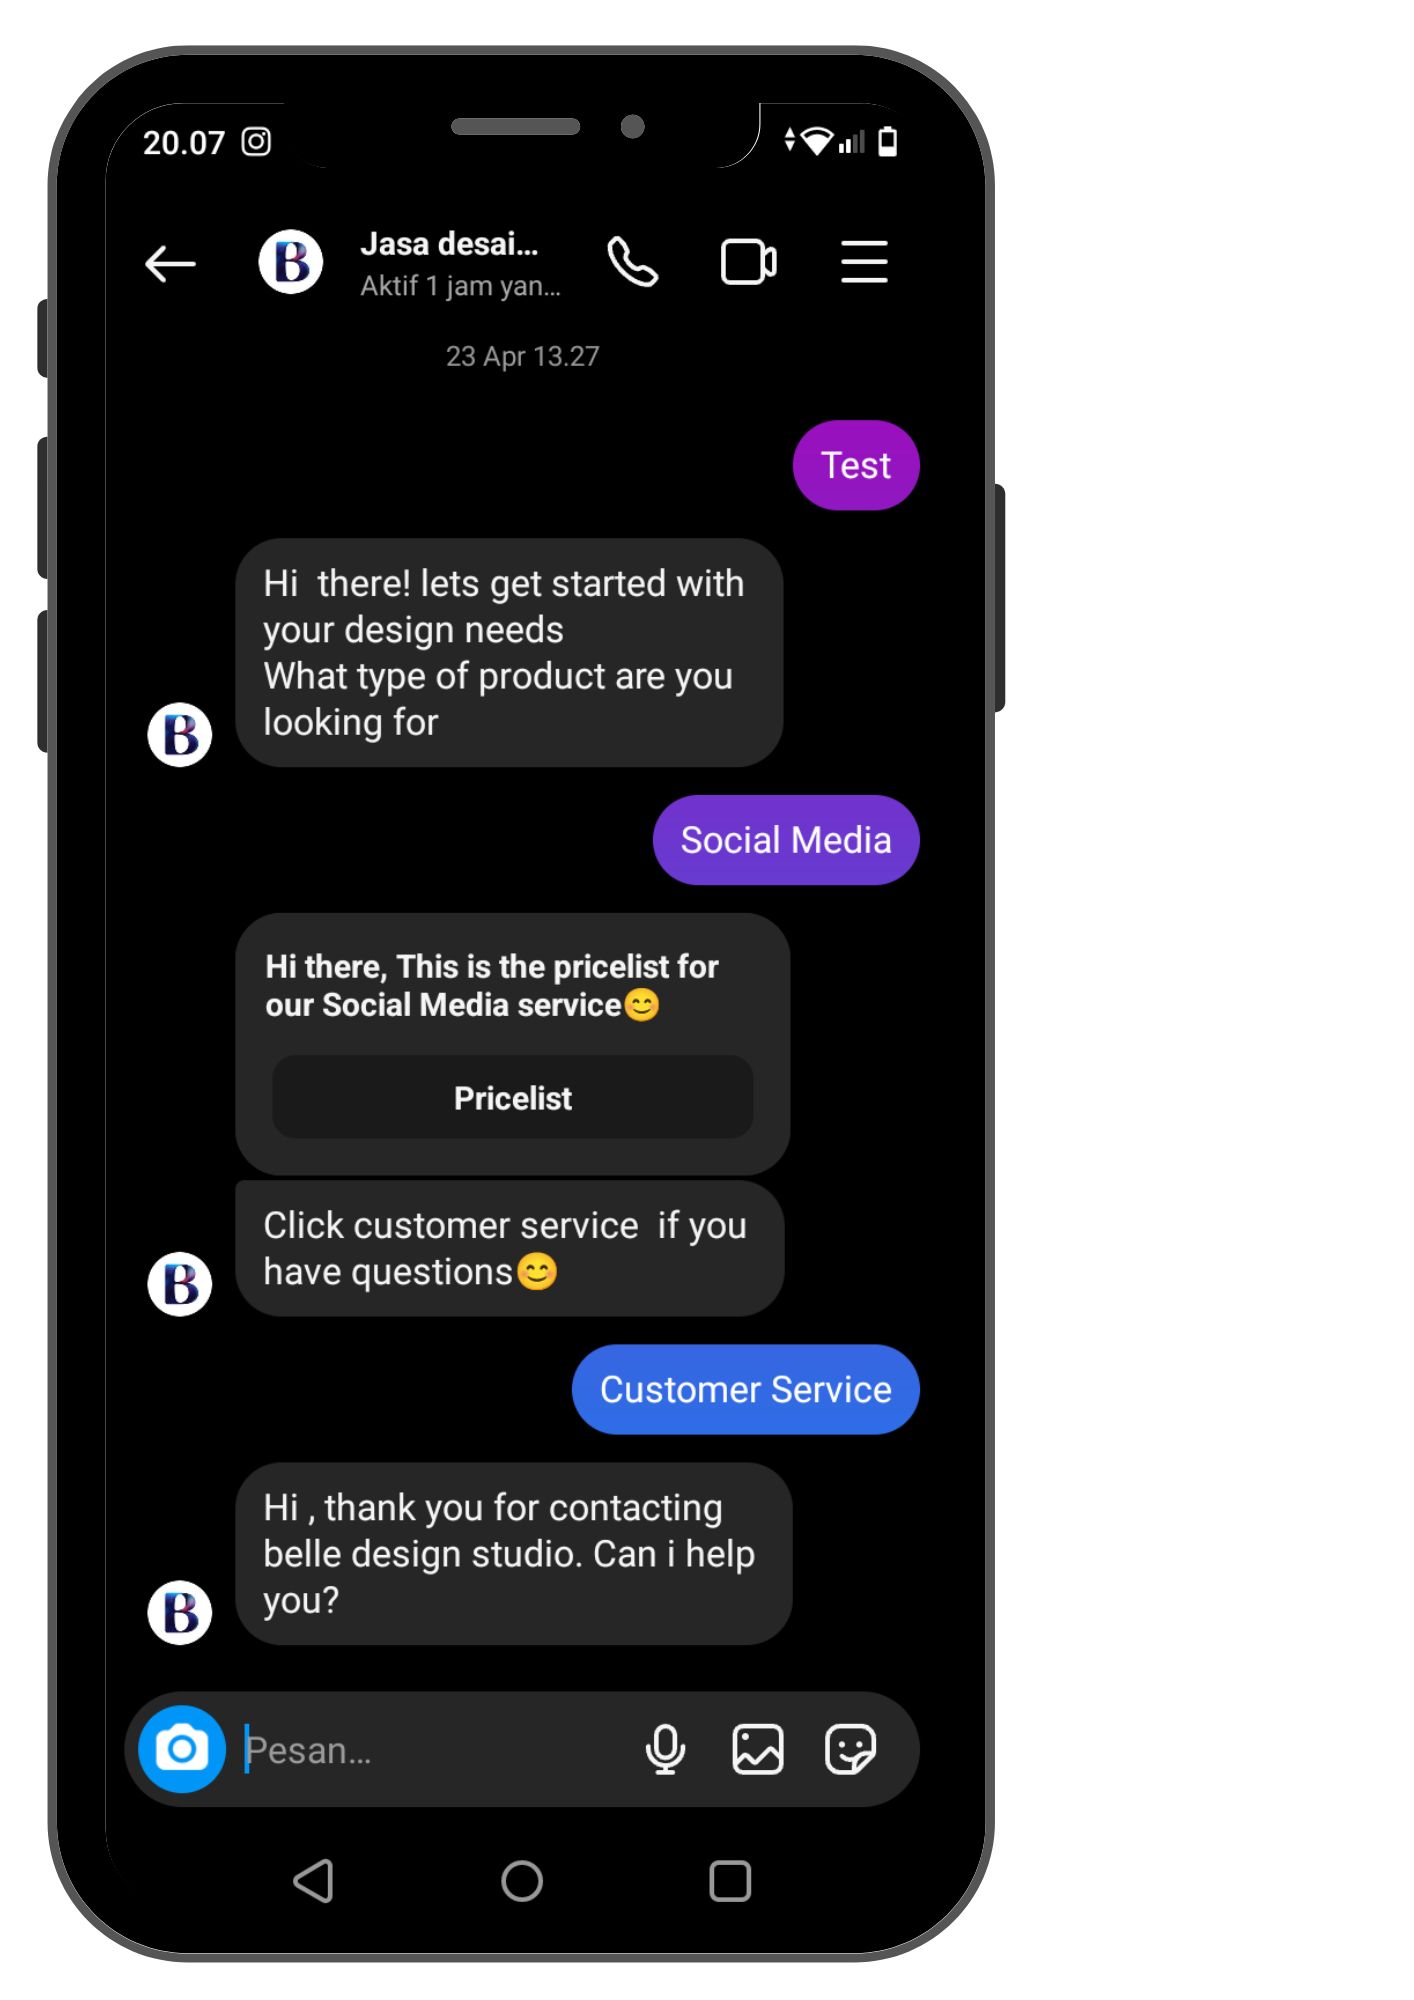 20.07
Jasa desai...
Aktif 1 jam yan...
23 Apr 13.27
Test
Hi  there! lets get started with
your design needs
What type of product are you
looking for
B
Social Media
Hi there, This is the pricelist for
our Social Media service😊
Pricelist
Click customer service  if you
have questions😊
B
Customer Service
Hi , thank you for contacting
belle design studio. Can i help
you?
B
Pesan...